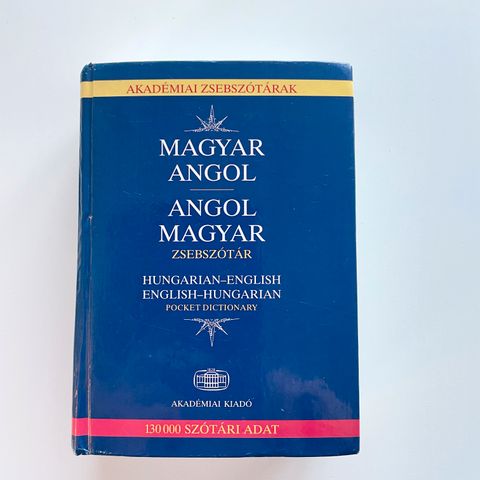 AKADÉMIAI ZSEBSZÓTÁRAK
MAGYAR
ANGOL
ANGOL
MAGYAR
ZSEBSZÓTÁR
HUNGARIAN–ENGLISH
ENGLISH–HUNGARIAN
POCKET DICTIONARY
AKADÉMIAI KIADÓ
130 000 SZÓTÁRI ADAT